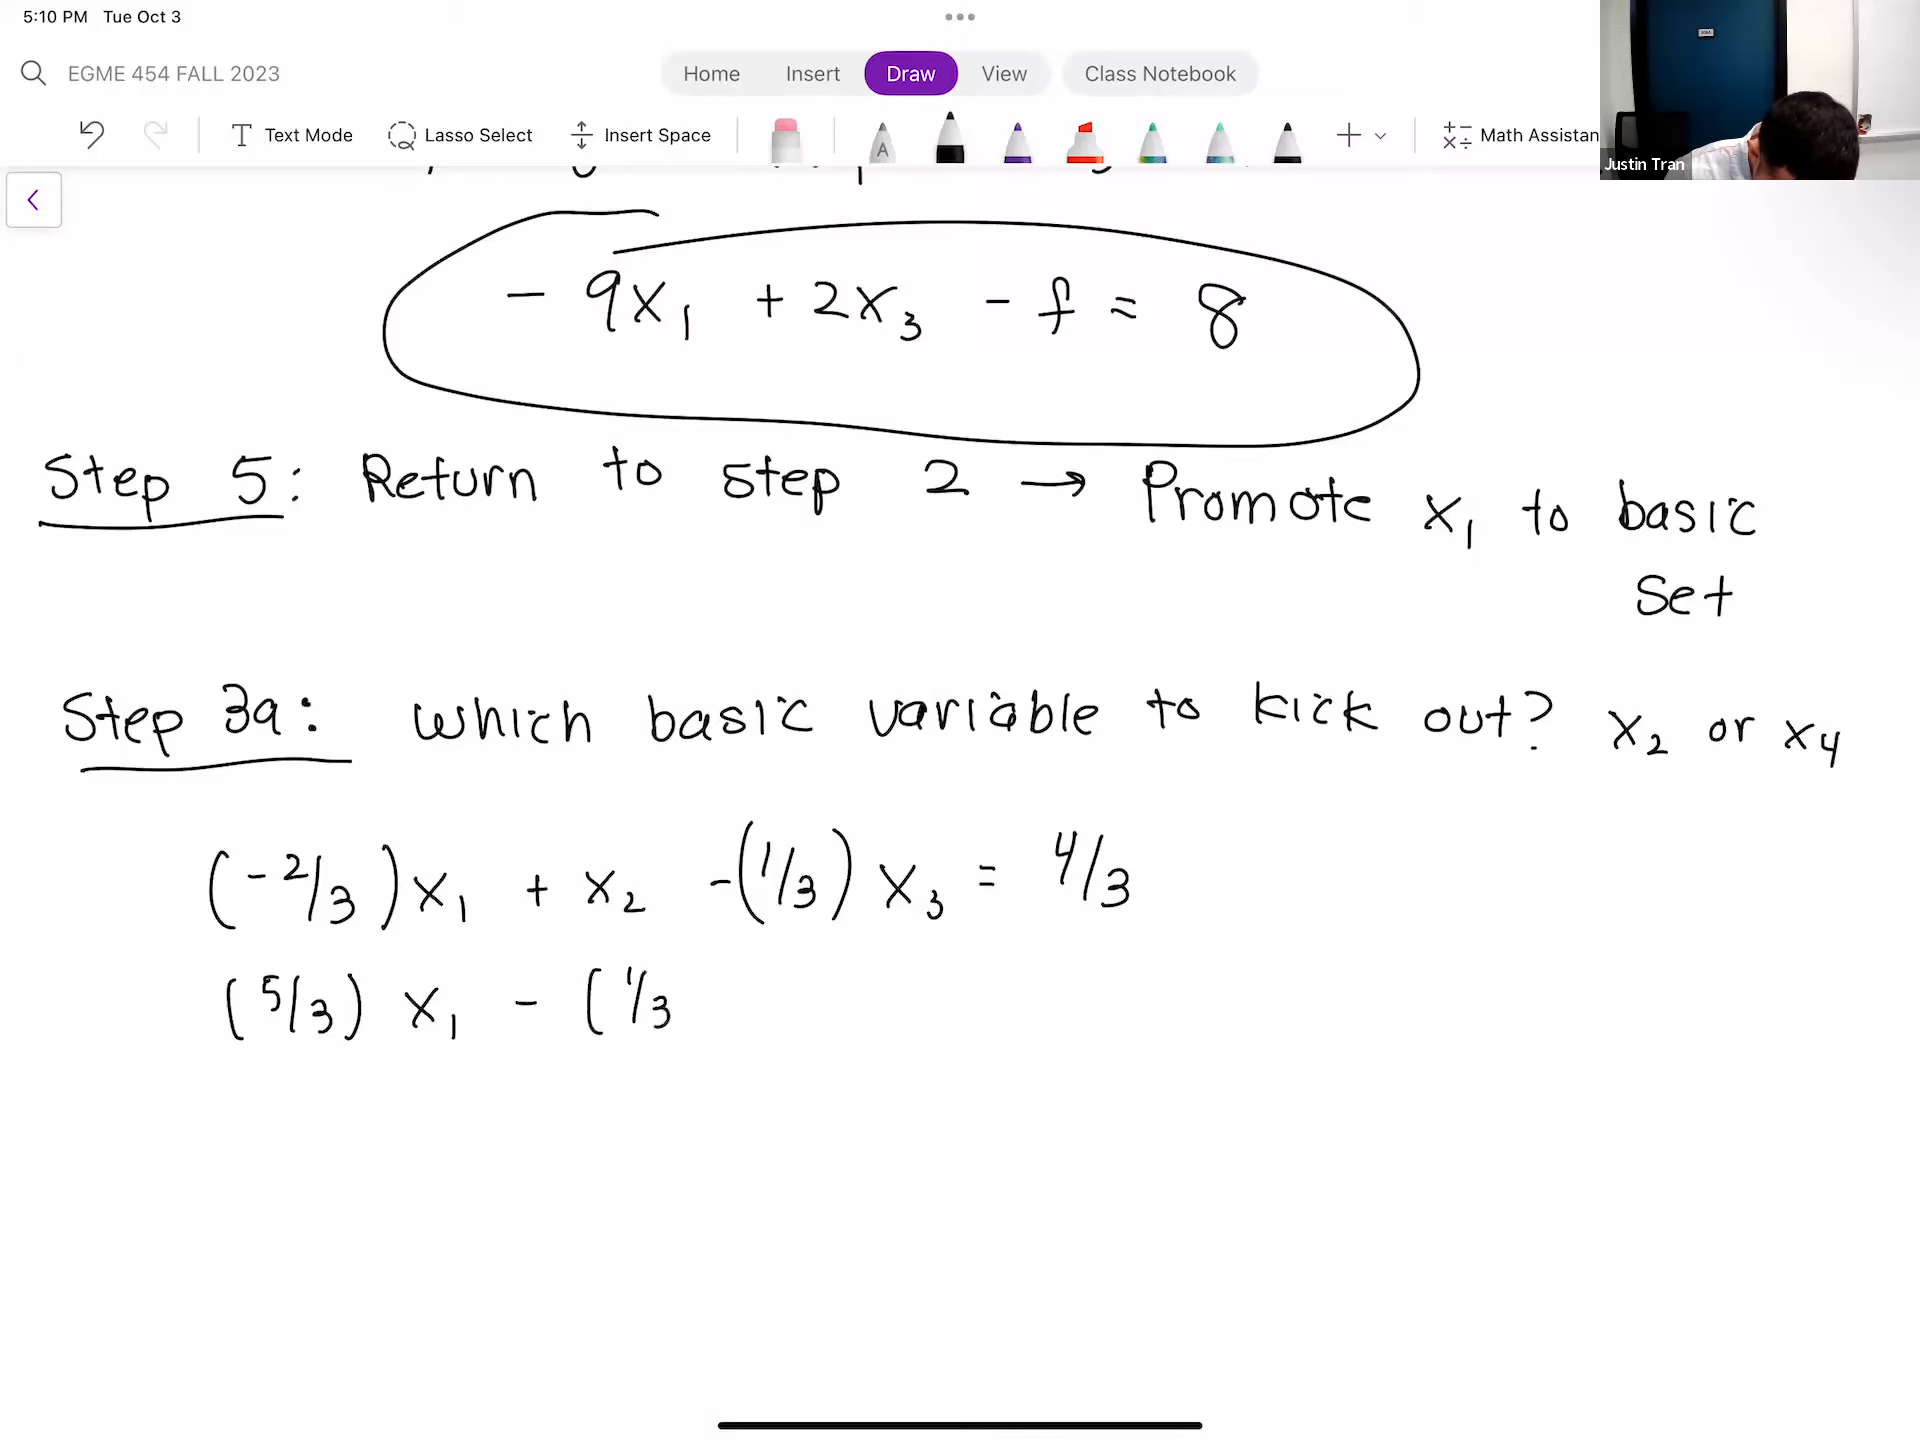 5:10 PM Tue Oct 3
EGME 454 FALL 2023
Home Insert Draw View Class Notebook
Text Mode Lasso Select Insert Space A Math Assistan
Justin Tran
- 9x₁ + 2x₃ - f = 8
Step 5: Return to step 2 → Promote x₁ to basic
set
Step 3a: which basic variable to kick out? x₂ or x₄
(-2/3)x₁ + x₂ -(1/3) x₃ = 4/3
(5/3) x₁ - (1/3